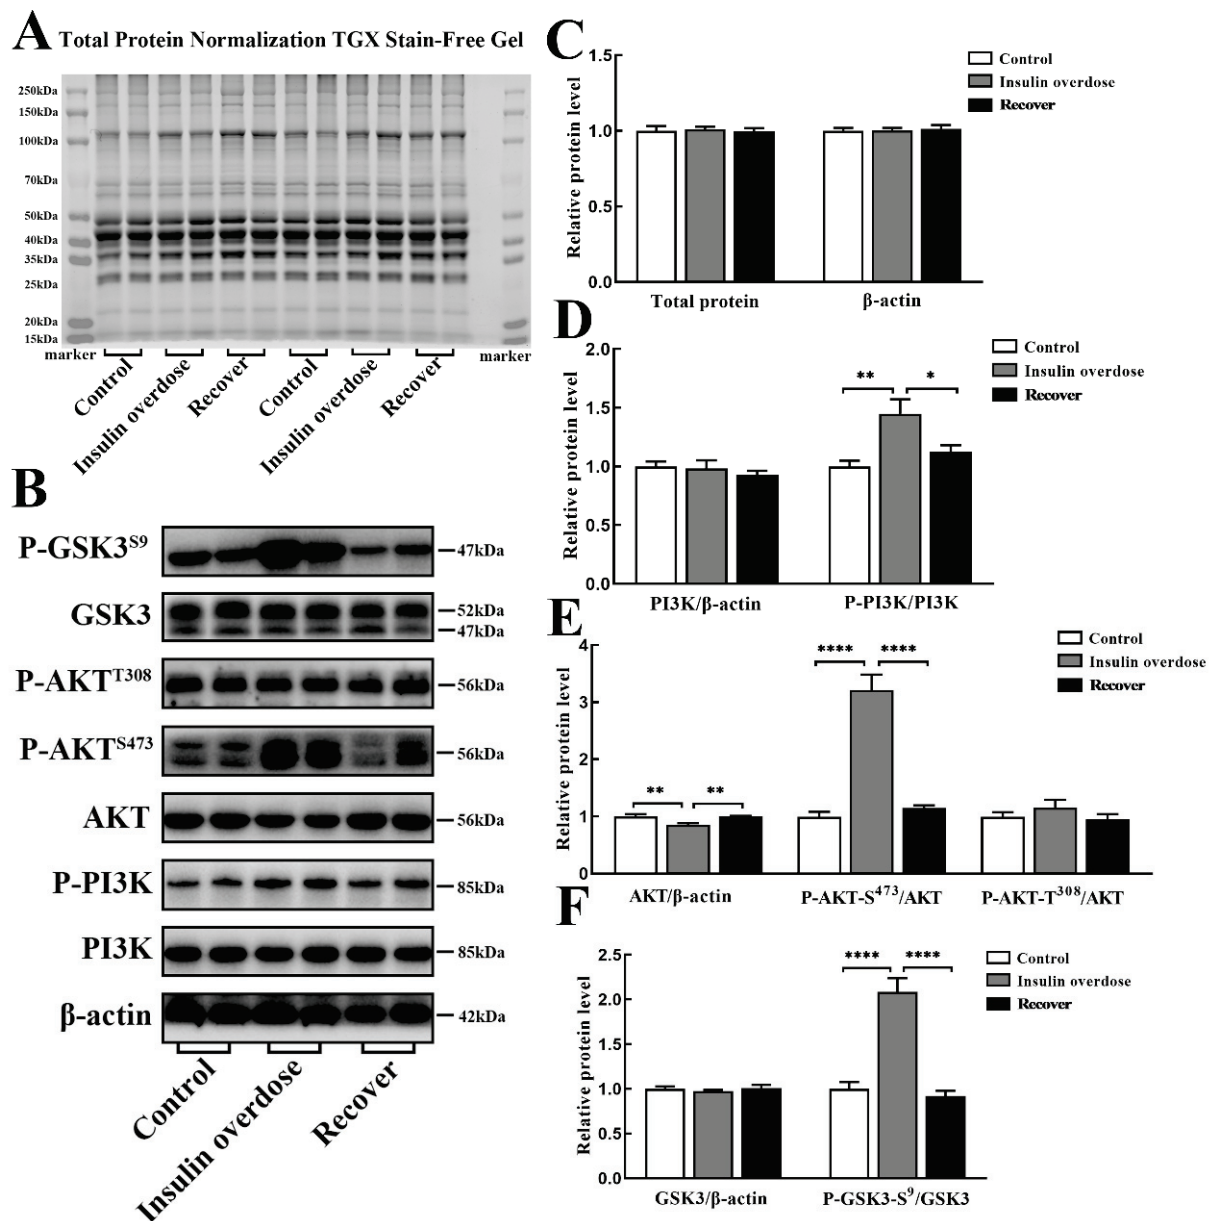 A Total Protein Normalization TGX Stain-Free Gel
250kDa
150kDa
100kDa
70kDa
50kDa
40kDa
35kDa
25kDa
20kDa
15kDa
marker
marker
Control
Insulin overdose
Recover
Control
Insulin overdose
Recover
B
P-GSK3S9
47kDa
GSK3
52kDa
47kDa
P-AKTT308
56kDa
P-AKTS473
56kDa
AKT
56kDa
P-PI3K
85kDa
PI3K
85kDa
β-actin
42kDa
Control
Insulin overdose
Recover
C
Relative protein level
1.5
1.0
0.5
0.0
Total protein
β-actin
Control
Insulin overdose
Recover
D
Relative protein level
2.0
1.5
1.0
0.5
0.0
**
*
PI3K/β-actin
P-PI3K/PI3K
Control
Insulin overdose
Recover
E
Relative protein level
4
3
2
1
0
**
**
****
****
AKT/β-actin
P-AKT-S473/AKT
P-AKT-T308/AKT
Control
Insulin overdose
Recover
F
Relative protein level
2.5
2.0
1.5
1.0
0.5
0.0
****
****
GSK3/β-actin
P-GSK3-S9/GSK3
Control
Insulin overdose
Recover